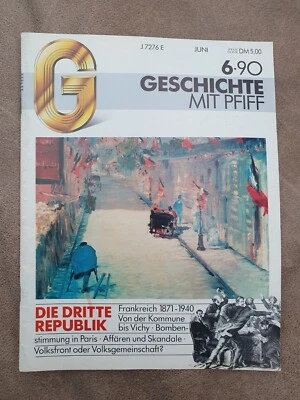 J 7276 E
JUNI
DM 5,00
G
6·90
GESCHICHTE
MIT PFIFF
DIE DRITTE
REPUBLIK
Frankreich 1871-1940
Von der Kommune
bis Vichy · Bomben-
stimmung in Paris · Affären und Skandale ·
Volksfront oder Volksgemeinschaft?